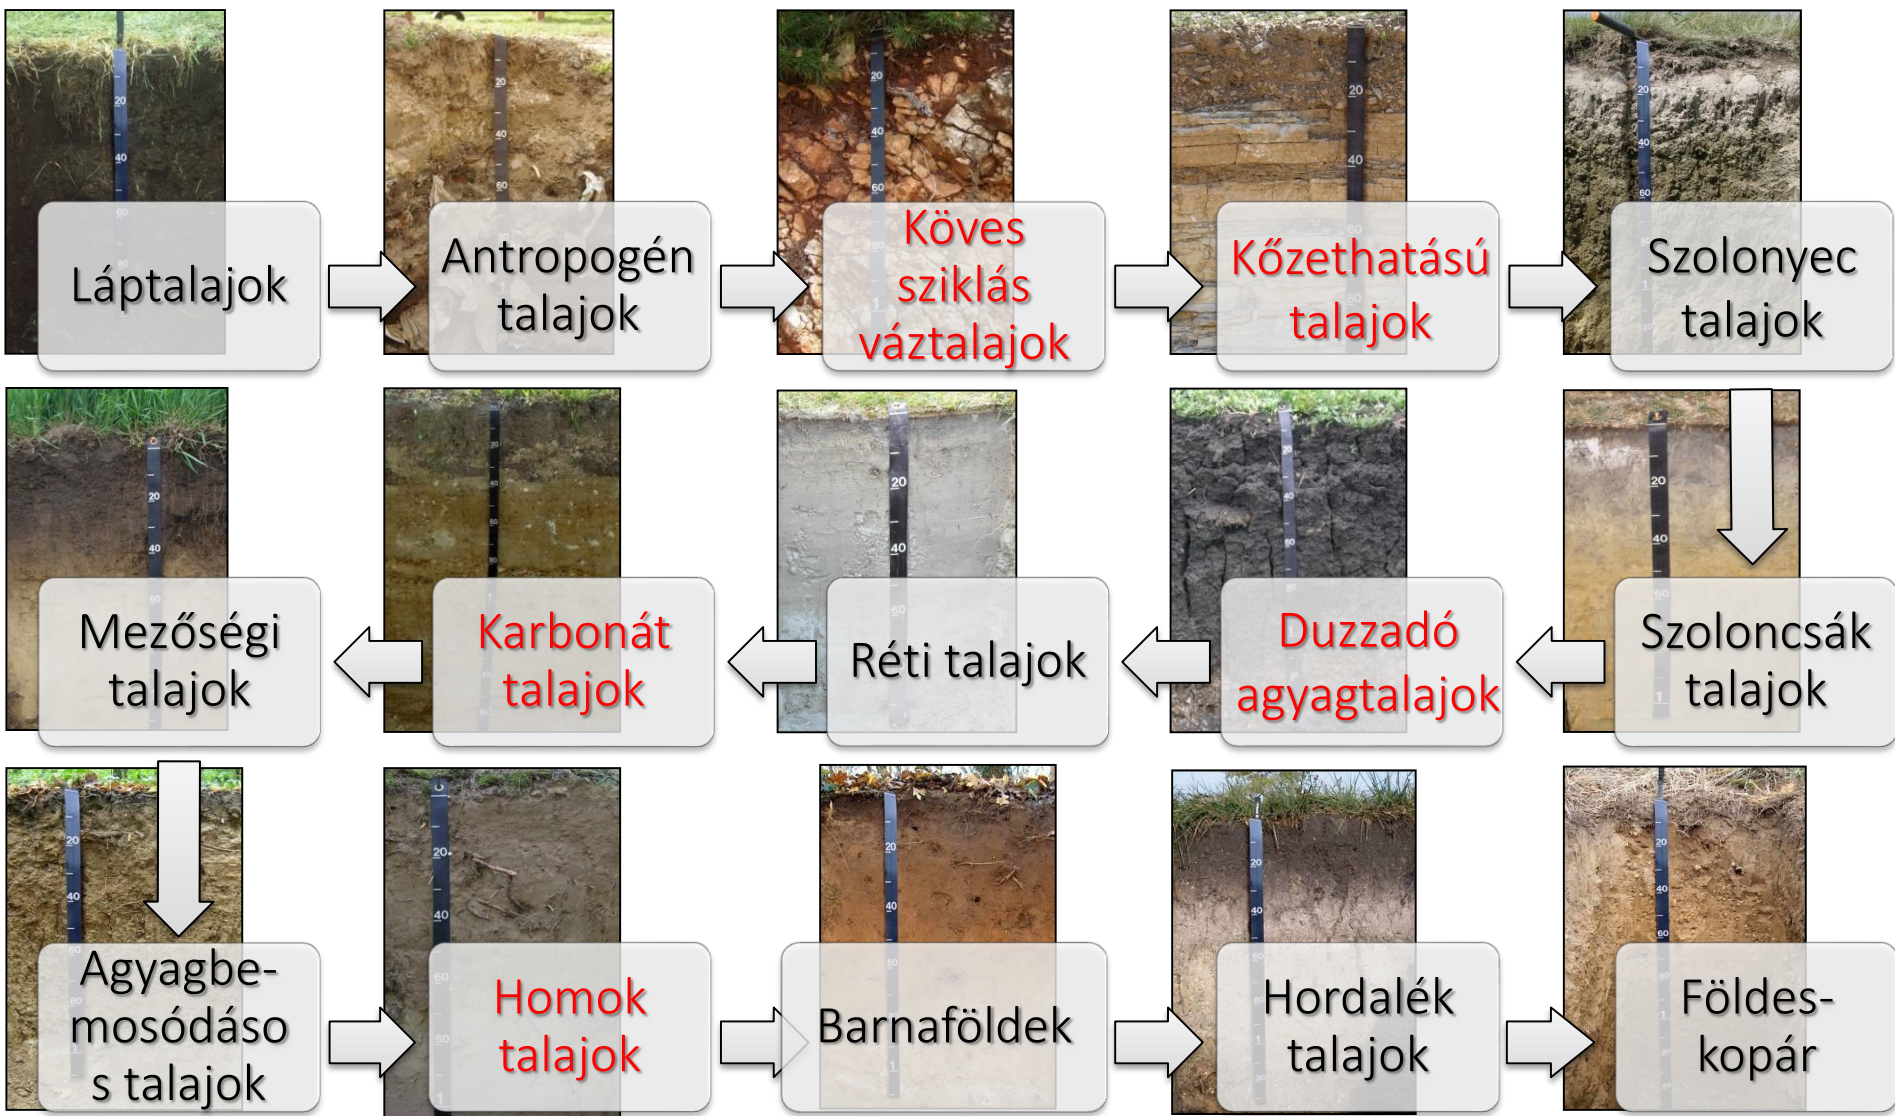 Láptalajok
Antropogén
talajok
Köves
sziklás
váztalajok
Kőzethatású
talajok
Szolonyec
talajok
Mezőségi
talajok
Karbonát
talajok
Réti talajok
Duzzadó
agyagtalajok
Szoloncsák
talajok
Agyagbe-
mosódáso
s talajok
Homok
talajok
Barnaföldek
Hordalék
talajok
Földes-
kopár